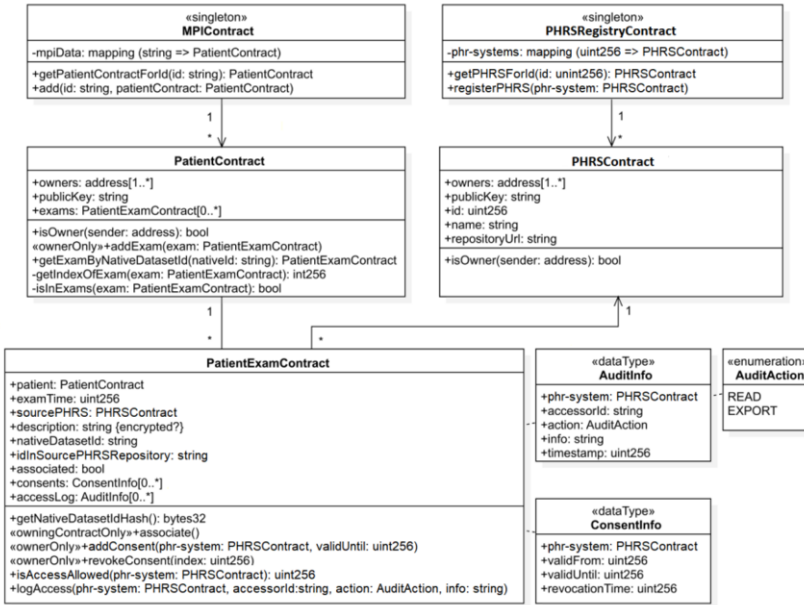 «singleton»
MPIContract
-mpiData: mapping (string => PatientContract)
+getPatientContractForId(id: string): PatientContract
+add(id: string, patientContract: PatientContract)
«singleton»
PHRSRegistryContract
-phr-systems: mapping (uint256 => PHRSContract)
+getPHRSForId(id: unint256): PHRSContract
+registerPHRS(phr-system: PHRSContract)
1
*
1
*
PatientContract
+owners: address[1..*]
+publicKey: string
+exams: PatientExamContract[0..*]
+isOwner(sender: address): bool
«ownerOnly»+addExam(exam: PatientExamContract)
+getExamByNativeDatasetId(nativeId: string): PatientExamContract
-getIndexOfExam(exam: PatientExamContract): int256
-isInExams(exam: PatientExamContract): bool
PHRSContract
+owners: address[1..*]
+publicKey: string
+id: uint256
+name: string
+repositoryUrl: string
+isOwner(sender: address): bool
1
*
*
1
PatientExamContract
+patient: PatientContract
+examTime: uint256
+sourcePHRS: PHRSContract
+description: string {encrypted?}
+nativeDatasetId: string
+idInSourcePHRSRepository: string
+associated: bool
+consents: ConsentInfo[0..*]
+accessLog: AuditInfo[0..*]
+getNativeDatasetIdHash(): bytes32
«owningContractOnly»+associate()
«ownerOnly»+addConsent(phr-system: PHRSContract, validUntil: uint256)
«ownerOnly»+revokeConsent(index: uint256)
+isAccessAllowed(phr-system: PHRSContract): uint256
+logAccess(phr-system: PHRSContract, accessorId:string, action: AuditAction, info: string)
«dataType»
AuditInfo
+phr-system: PHRSContract
+accessorId: string
+action: AuditAction
+info: string
+timestamp: uint256
«enumeration»
AuditAction
READ
EXPORT
«dataType»
ConsentInfo
+phr-system: PHRSContract
+validFrom: uint256
+validUntil: uint256
+revocationTime: uint256